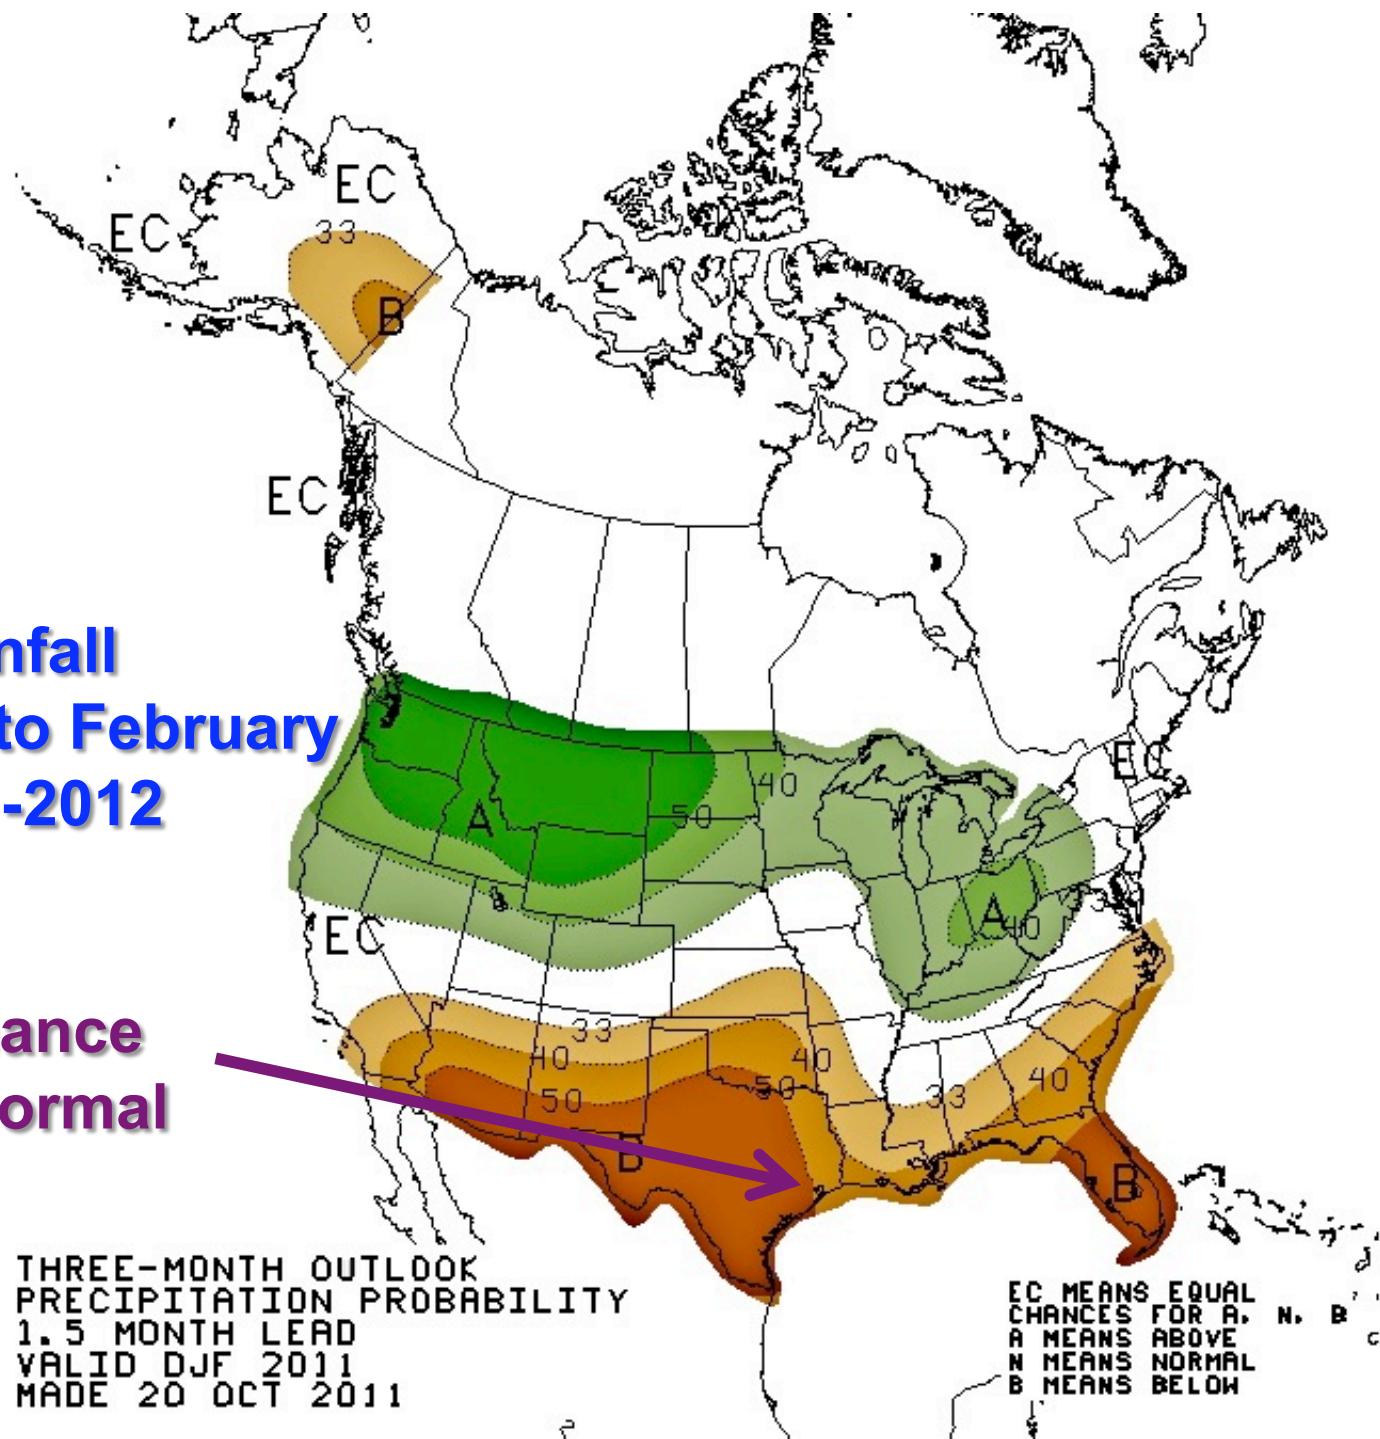 EC
EC
33
B
EC
nfall
to February
-2012
EC
40
50
A
A
40
33
EC
ance
ormal
33
40
50
40
50
33
40
B
B
THREE-MONTH OUTLOOK
PRECIPITATION PROBABILITY
1.5 MONTH LEAD
VALID DJF 2011
MADE 20 OCT 2011
EC MEANS EQUAL
CHANCES FOR A, N, B
A MEANS ABOVE
N MEANS NORMAL
B MEANS BELOW
C